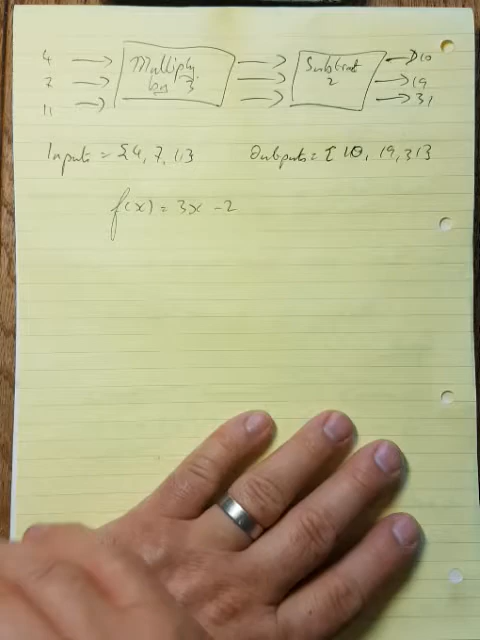 4 Multiply Subtract 10
7 by 3 2 19
11 31
Inputs = {4, 7, 11} Outputs = {10, 19, 31}
f(x) = 3x - 2